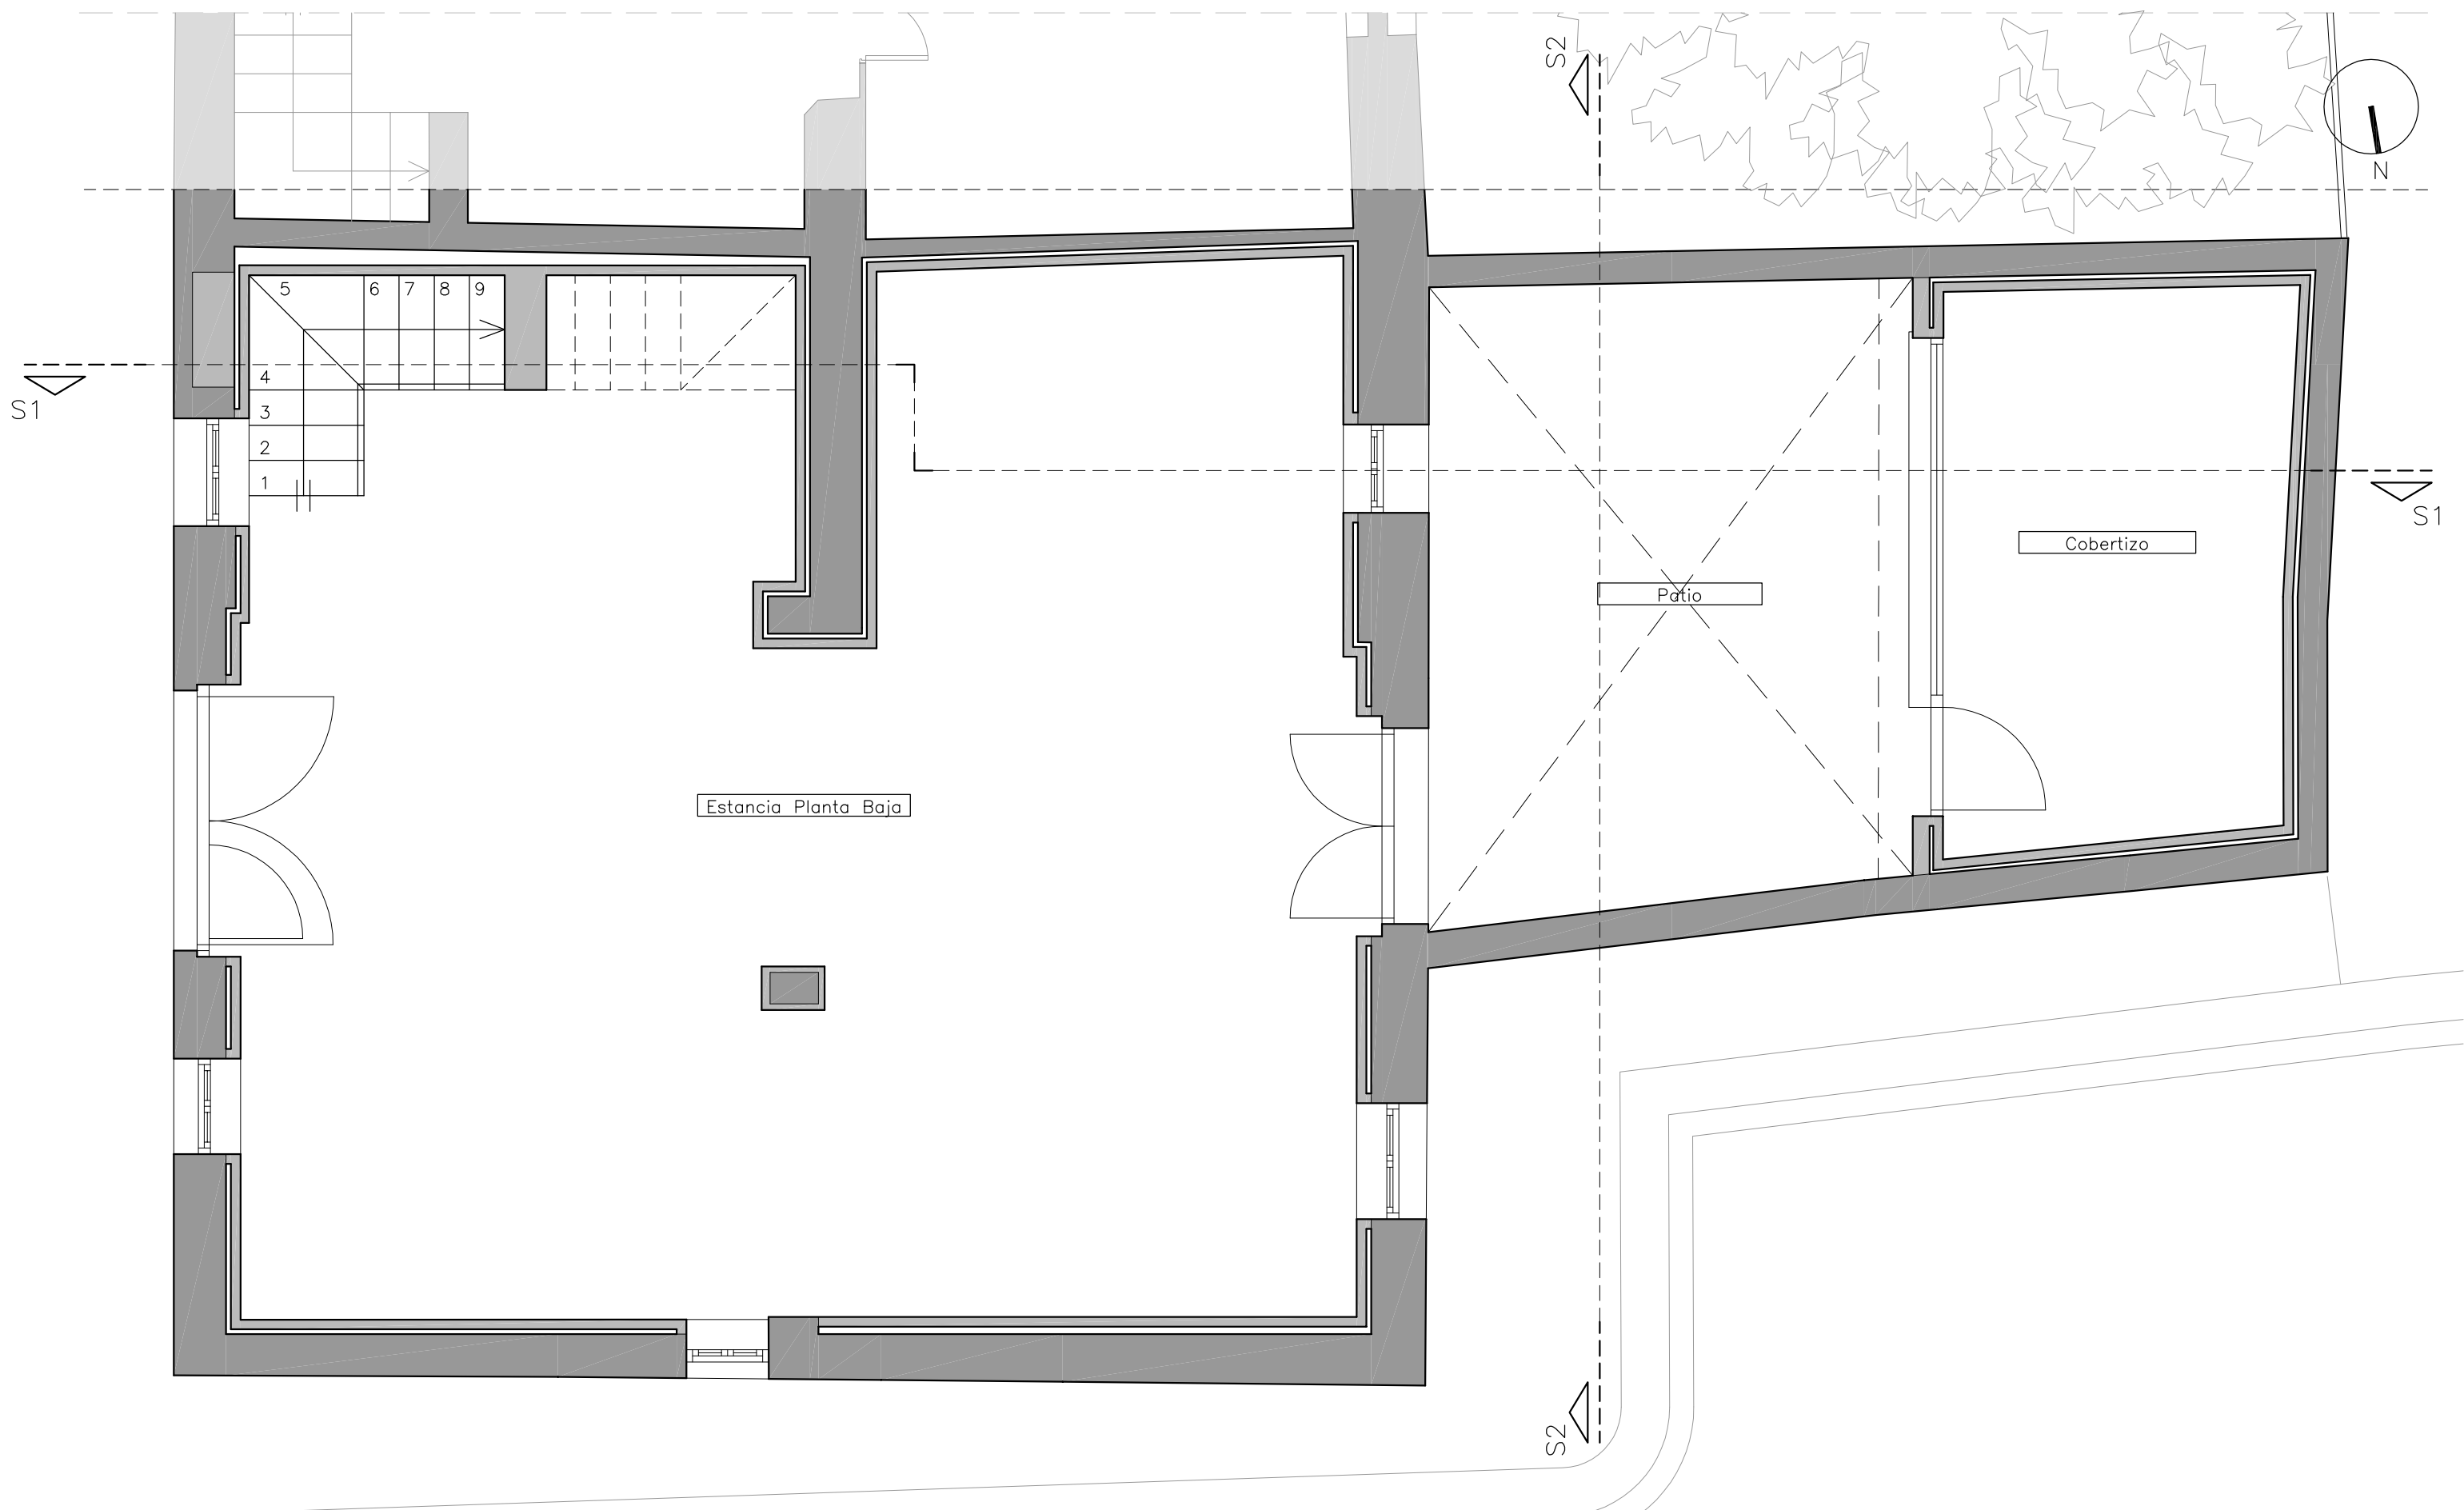 S2
N
5 6 7 8 9
4
S1
3
2
1
S1
Cobertizo
Patio
Estancia Planta Baja
S2